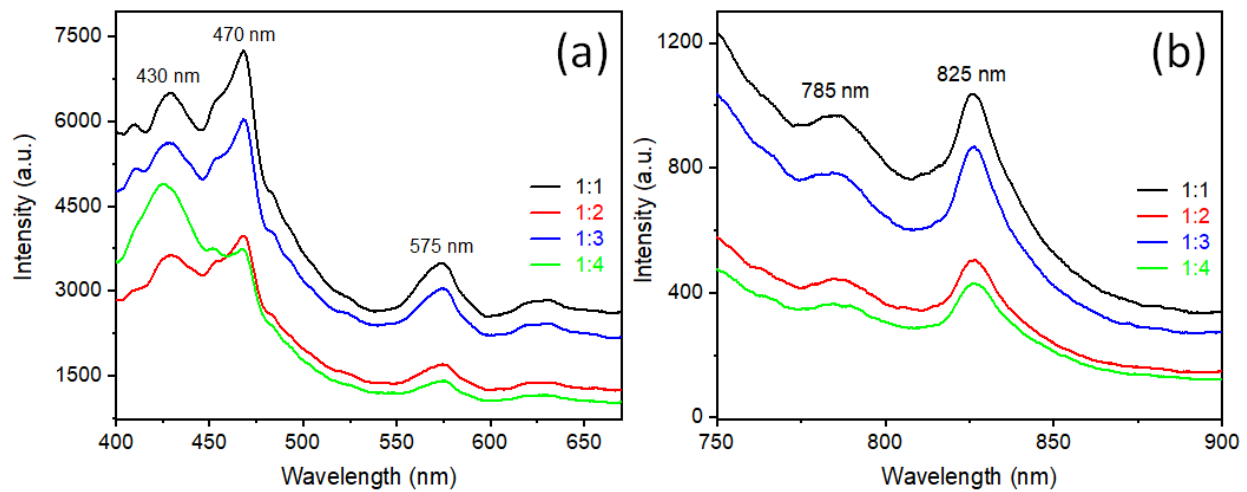 (a)
470 nm
430 nm
575 nm
7500
6000
4500
3000
1500
Intensity (a.u.)
1:1
1:2
1:3
1:4
400 450 500 550 600 650
Wavelength (nm)
(b)
825 nm
785 nm
1200
800
400
0
Intensity (a.u.)
1:1
1:2
1:3
1:4
750 800 850 900
Wavelength (nm)